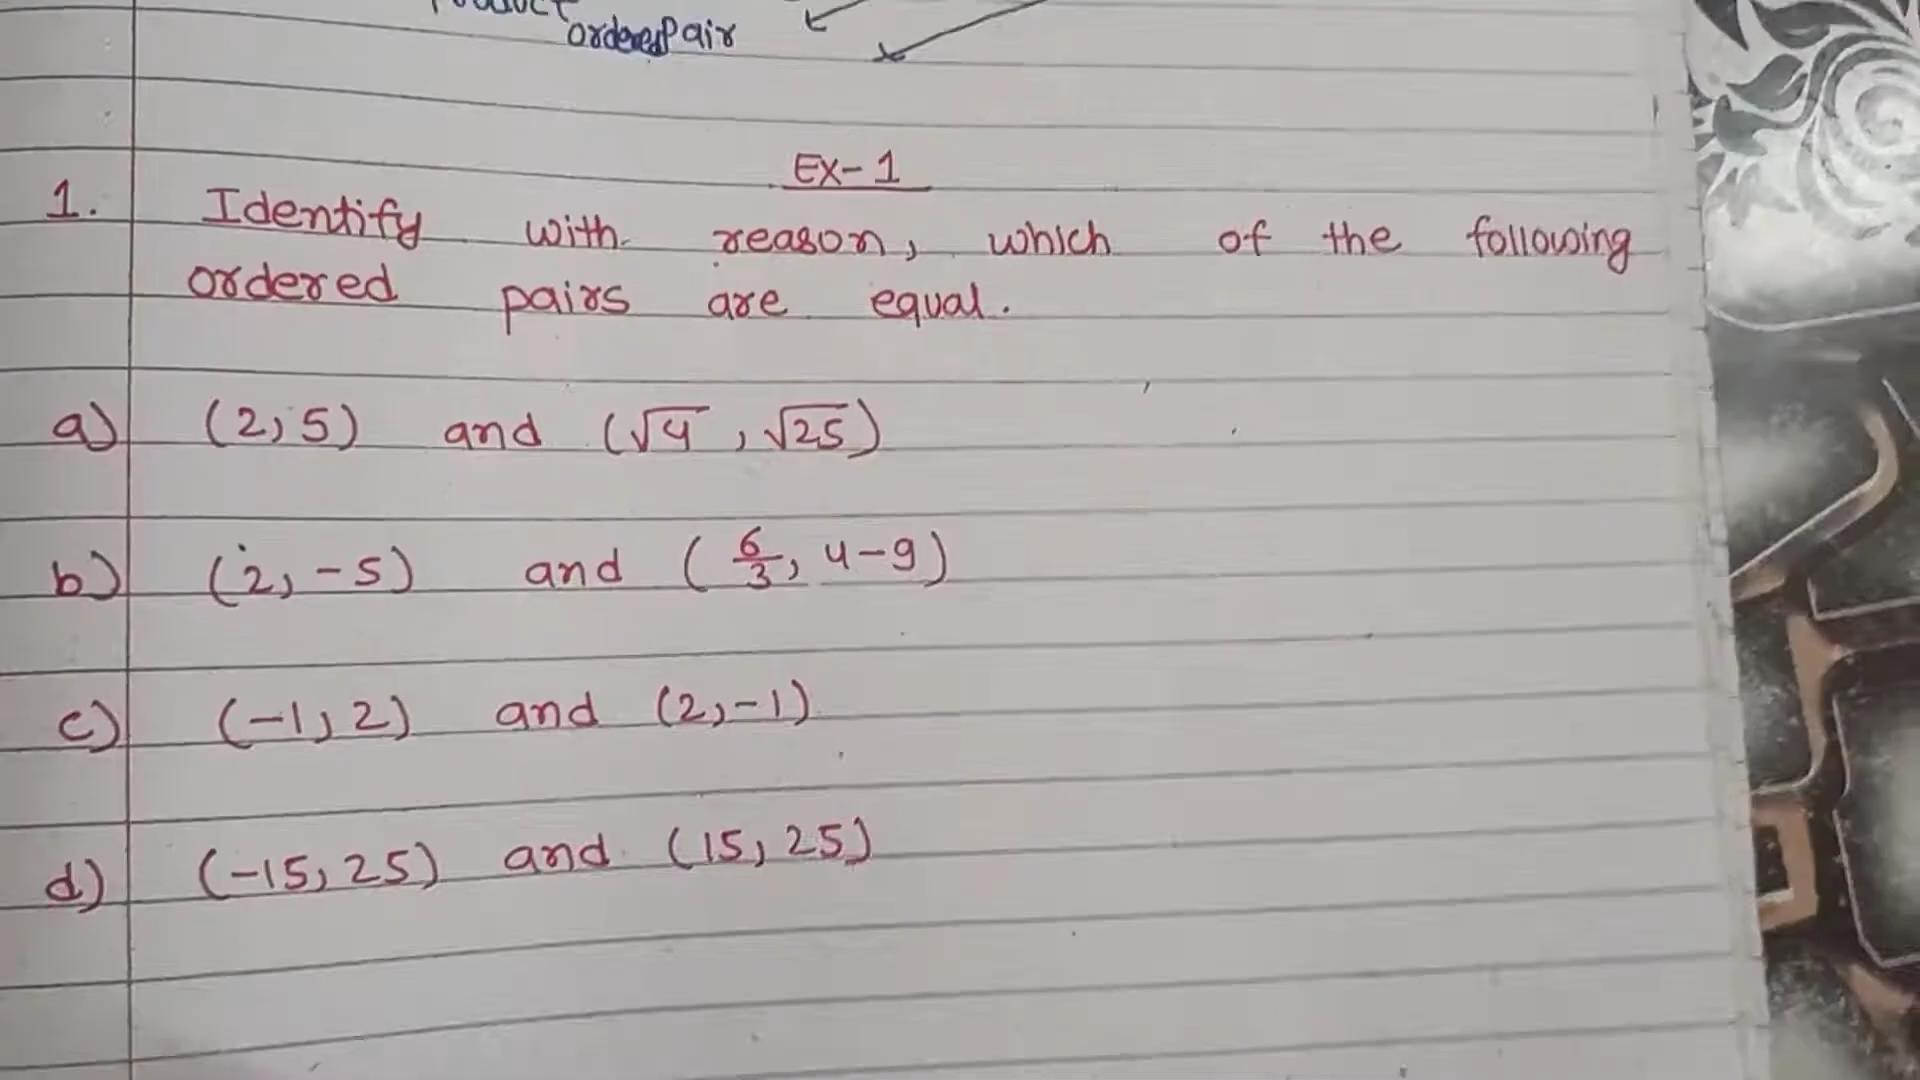 orderedPair
Ex-1
1. Identify with reason, which of the following
ordered pairs are equal.
a) (2,5) and (√4, √25)
b) (2, -5) and (6/3, 4-9)
c) (-1, 2) and (2,-1)
d) (-15, 25) and (15, 25)